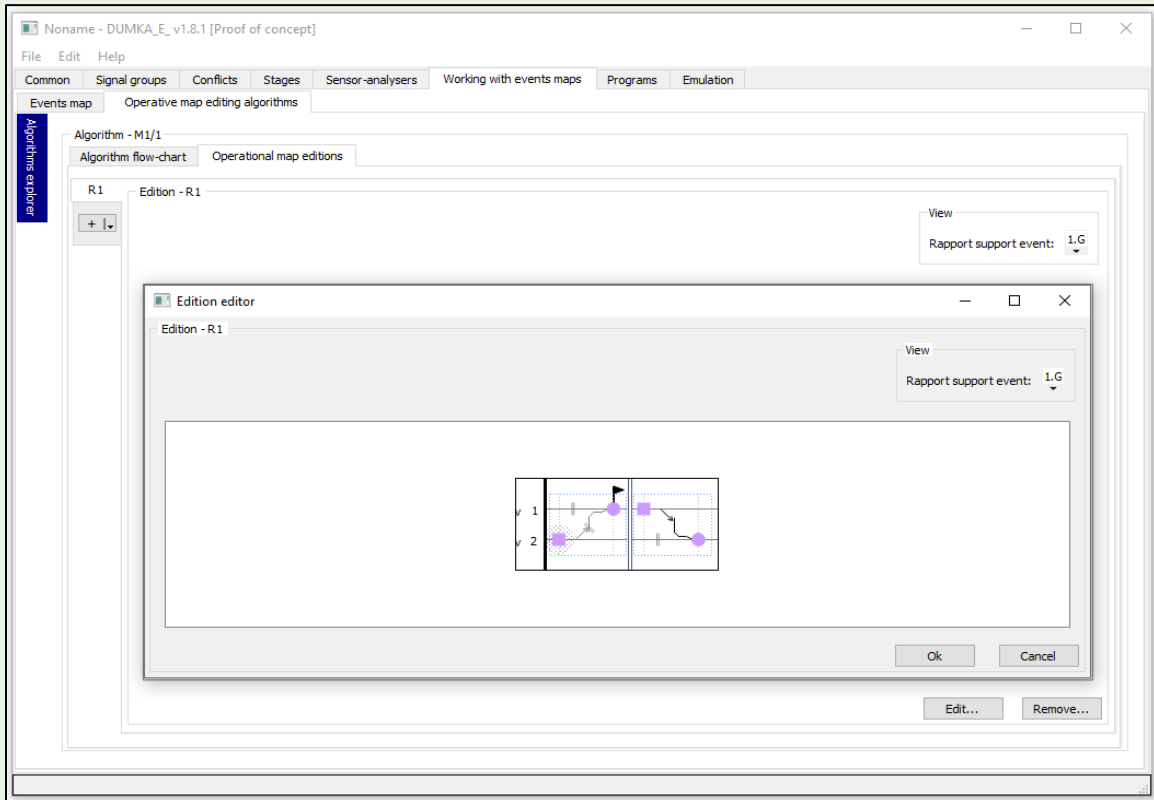 Noname - DUMKA_E_ v1.8.1 [Proof of concept]
File Edit Help
Common Signal groups Conflicts Stages Sensor-analysers Working with events maps Programs Emulation
Events map Operative map editing algorithms
Algorithms explorer
Algorithm - M1/1
Algorithm flow-chart Operational map editions
R1
Edition - R1
View
+
Rapport support event: 1.G
Edition editor
Edition - R1
View
Rapport support event: 1.G
v 1
v 2
Ok Cancel
Edit... Remove...